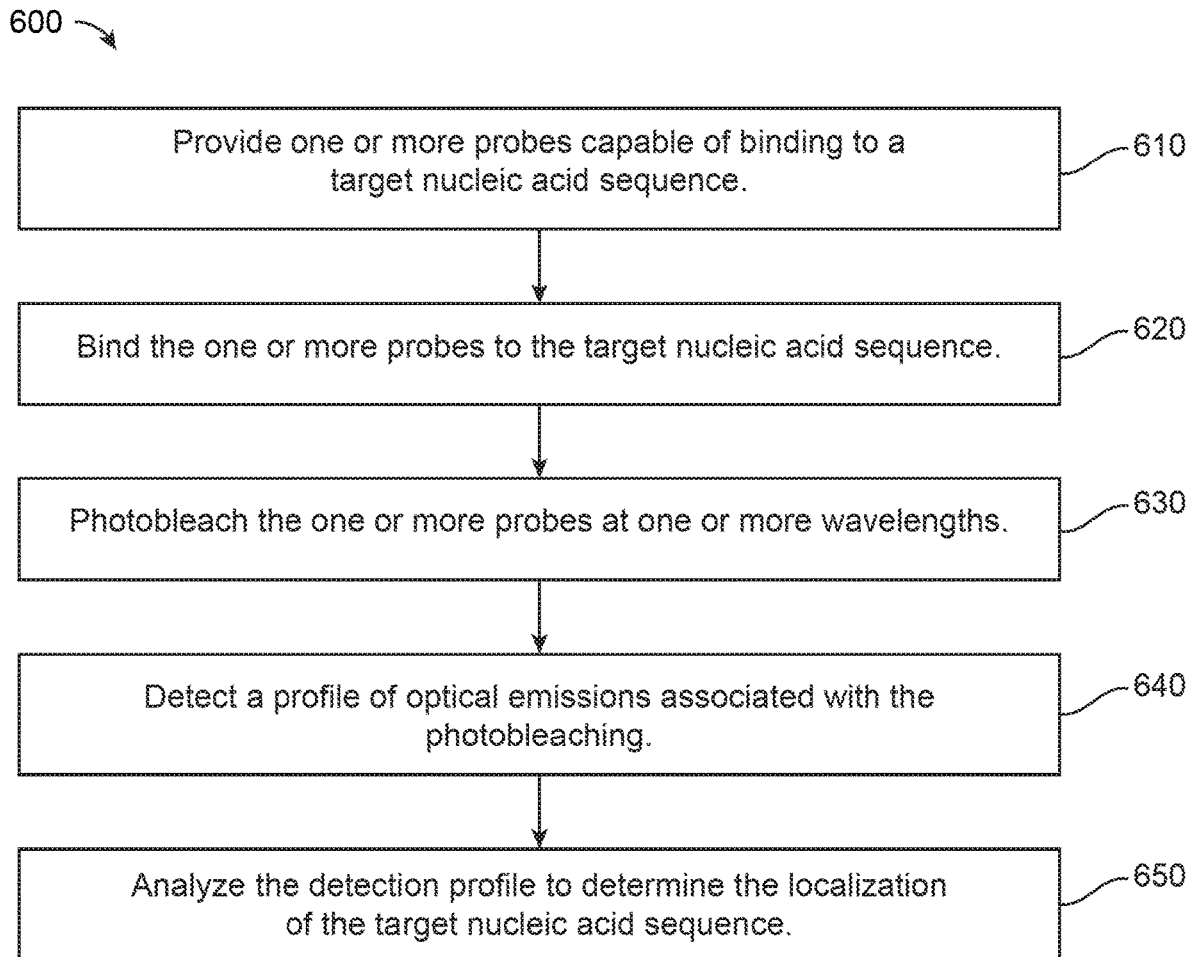 600
Provide one or more probes capable of binding to a
target nucleic acid sequence.
610
Bind the one or more probes to the target nucleic acid sequence.
620
Photobleach the one or more probes at one or more wavelengths.
630
Detect a profile of optical emissions associated with the
photobleaching.
640
Analyze the detection profile to determine the localization
of the target nucleic acid sequence.
650